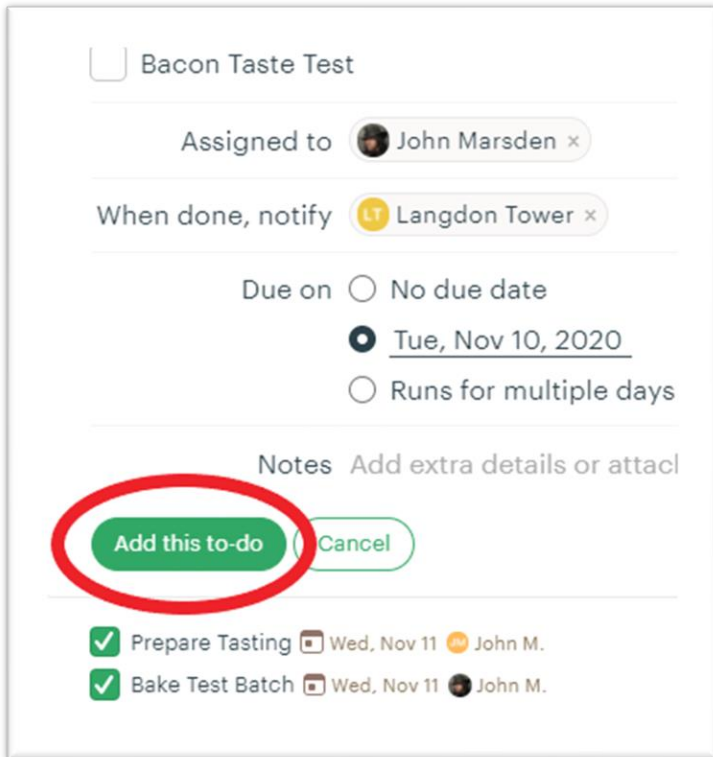 Bacon Taste Test
Assigned to John Marsden ×
When done, notify LT Langdon Tower ×
Due on No due date
Tue, Nov 10, 2020
Runs for multiple days
Notes Add extra details or attac
Add this to-do Cancel
Prepare Tasting Wed, Nov 11 JM John M.
Bake Test Batch Wed, Nov 11 John M.